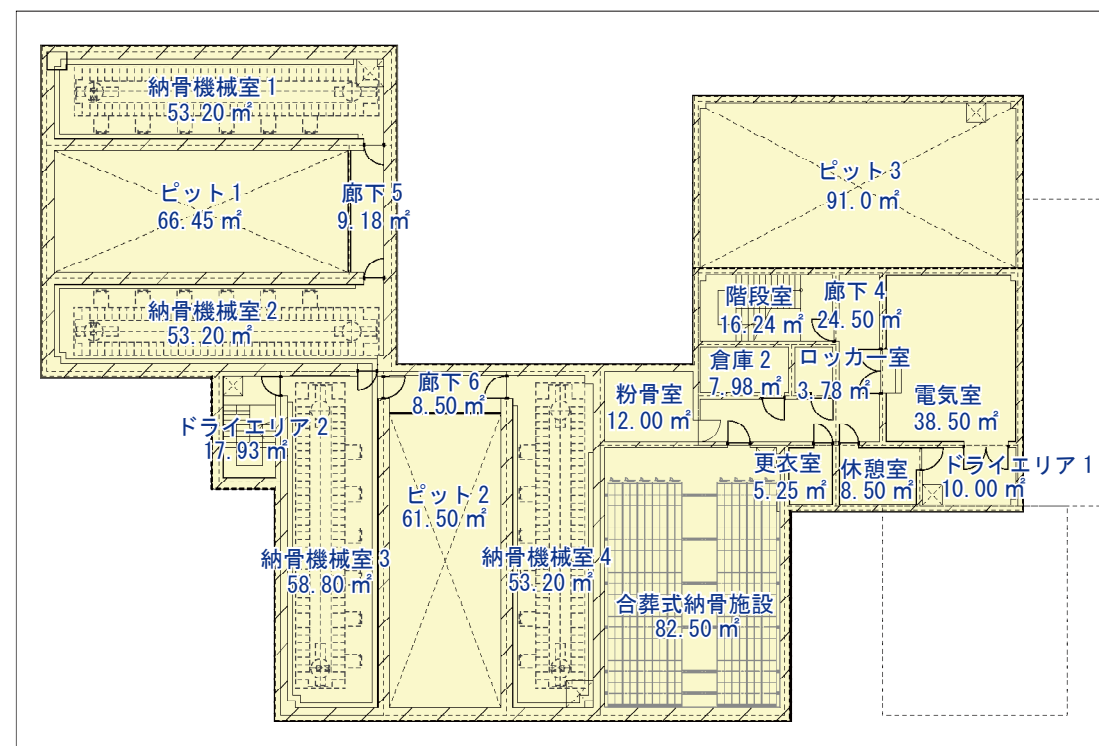 納骨機械室 1
53.20 ㎡
ピット 1
66.45 ㎡
廊下 5
9.18 ㎡
納骨機械室 2
53.20 ㎡
ピット 3
91.0 ㎡
階段室
16.24 ㎡
廊下 4
24.50 ㎡
倉庫 2
7.98 ㎡
ロッカー室
3.78 ㎡
電気室
38.50 ㎡
廊下 6
8.50 ㎡
粉骨室
12.00 ㎡
ドライエリア 2
17.93 ㎡
更衣室
5.25 ㎡
休憩室
8.50 ㎡
ドライエリア 1
10.00 ㎡
ピット 2
61.50 ㎡
納骨機械室 3
58.80 ㎡
納骨機械室 4
53.20 ㎡
合葬式納骨施設
82.50 ㎡